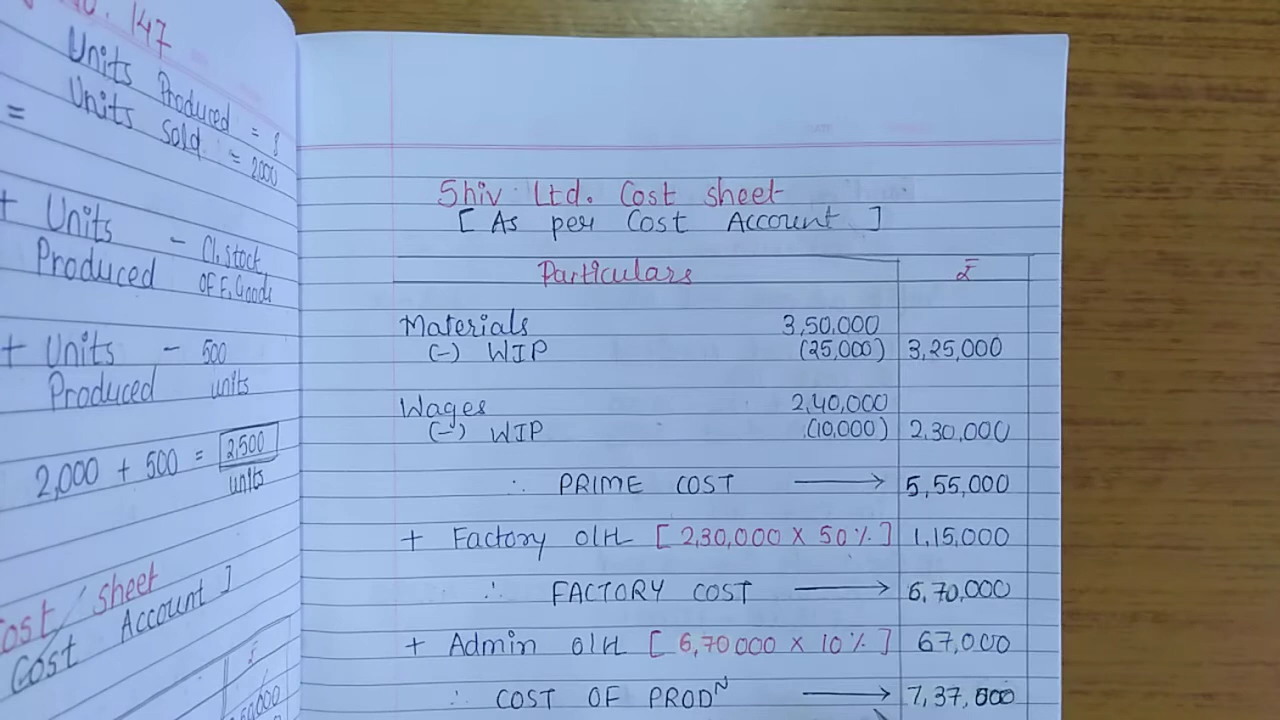 147
Units Produced =
= Units sold = 2000
+ Units Produced - Cl. Stock OF F. Goods
+ Units Produced - 500 units
2,000 + 500 = 2,500 units
Cost / Sheet
Cost Account ]
Shiv Ltd. Cost sheet
[ As per Cost Account ]
Particulars ₹
Materials 3,50,000
(-) WIP (25,000) 3,25,000
Wages 2,40,000
(-) WIP (10,000) 2,30,000
∴ PRIME COST → 5,55,000
+ Factory O/H [ 2,30,000 X 50% ] 1,15,000
∴ FACTORY COST → 6,70,000
+ Admin O/H [ 6,70000 X 10% ] 67,000
∴ COST OF PRODN → 7,37,000